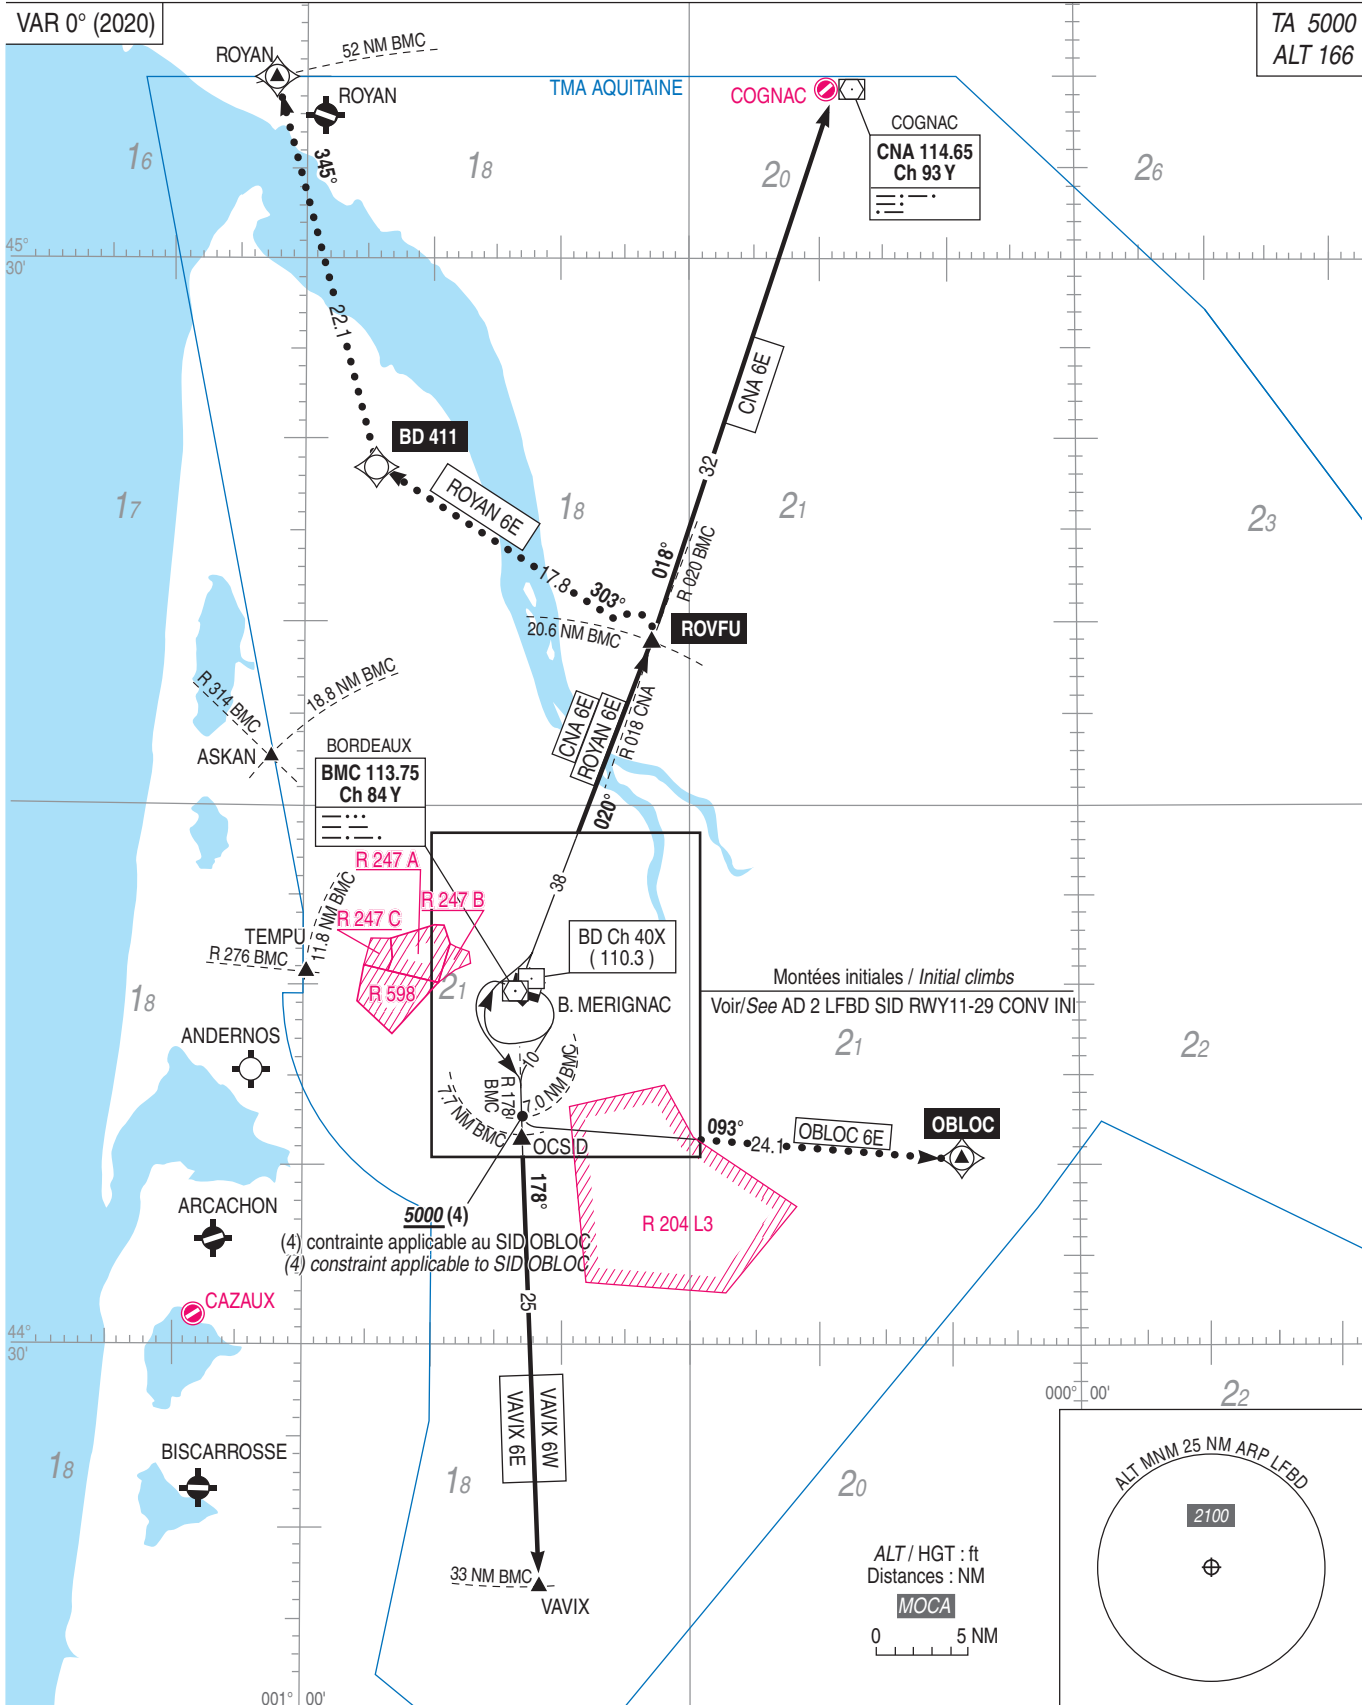 VAR 0° (2020)
TA 5000
ALT 166
ROYAN
52 NM BMC
ROYAN
TMA AQUITAINE
COGNAC
COGNAC
CNA 114.65
Ch 93 Y
345°
16
18
20
26
45°
30'
22.1
CNA 6E
BD 411
32
ROYAN 6E
17
18
21
23
018°
R 020 BMC
17.8
303°
20.6 NM BMC
ROVFU
R 314 BMC
18.8 NM BMC
CNA 6E
ROYAN 6E
R 018 CNA
ASKAN
BORDEAUX
BMC 113.75
Ch 84 Y
020°
R 247 A
38
R 247 B
R 247 C
11.8 NM BMC
TEMPU
R 276 BMC
BD Ch 40X
( 110.3 )
Montées initiales / Initial climbs
Voir/See AD 2 LFBD SID RWY11-29 CONV INI
R 598
21
18
B. MERIGNAC
21
22
ANDERNOS
10
R 178
BMC
7.0 NM BMC
7.7 NM BMC
OCSID
093°
24.1
OBLOC 6E
OBLOC
178°
ARCACHON
5000 (4)
(4) contrainte applicable au SID OBLOC
(4) constraint applicable to SID OBLOC
R 204 L3
25
CAZAUX
44°
30'
VAVIX 6E
VAVIX 6W
000° 00'
22
BISCARROSSE
18
18
20
ALT MNM 25 NM ARP LFBD
2100
33 NM BMC
VAVIX
ALT / HGT : ft
Distances : NM
MOCA
0 5 NM
001° 00'